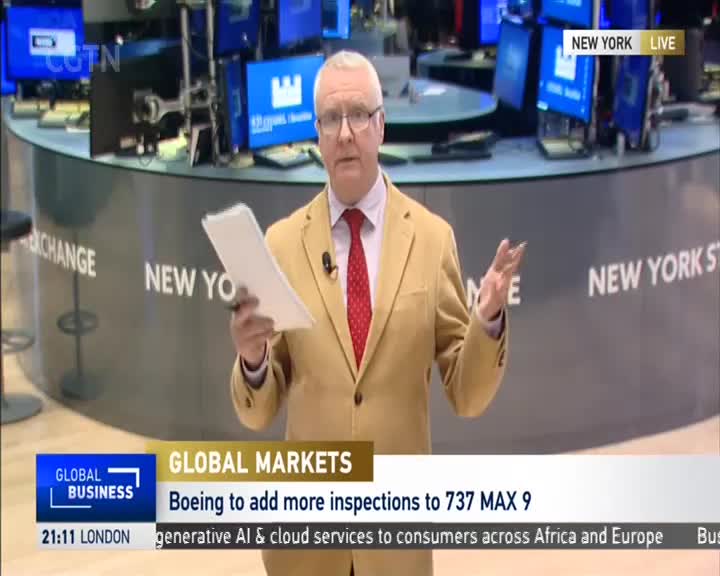 CGTN
NEW YORK LIVE
EXCHANGE
NEW YO
NEW YORK ST
GLOBAL MARKETS
GLOBAL
BUSINESS
Boeing to add more inspections to 737 MAX 9
21:11 LONDON
generative AI & cloud services to consumers across Africa and Europe Bus